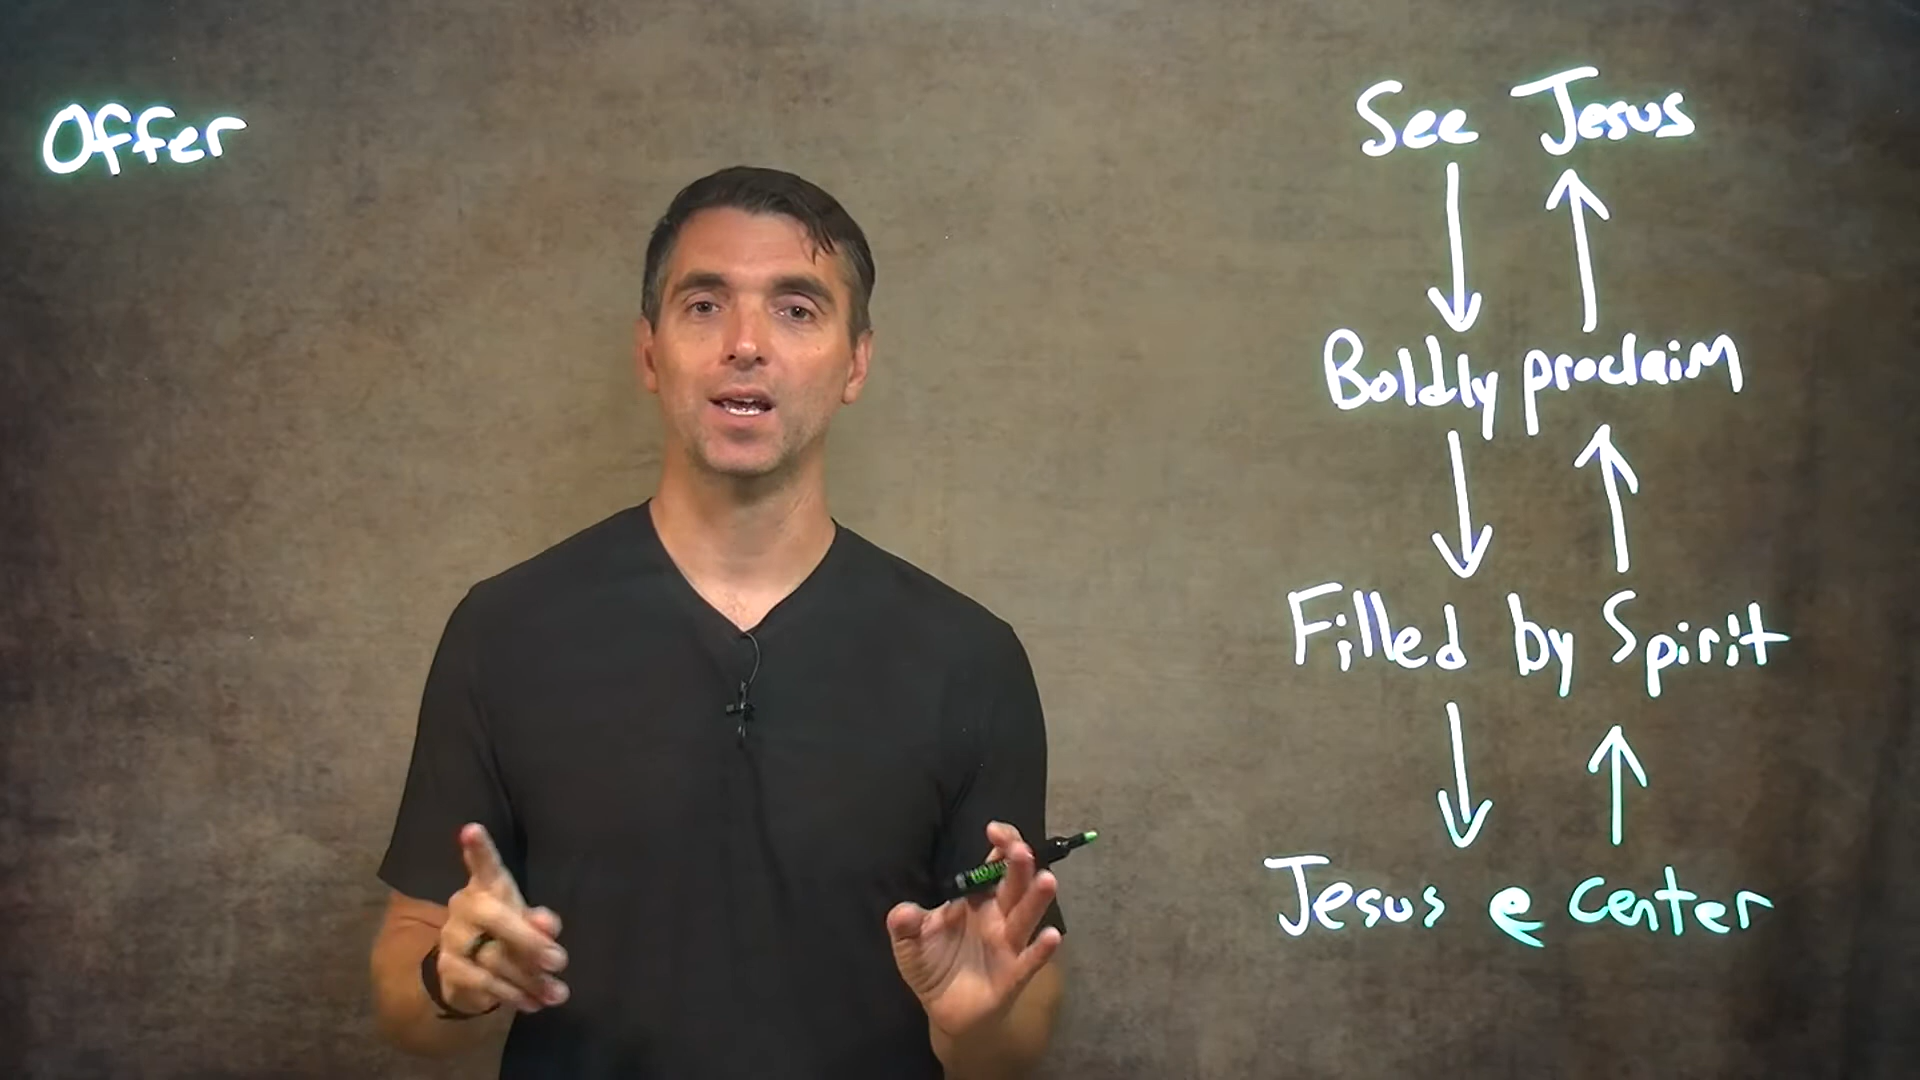 Offer
See Jesus
Boldly proclaim
Filled by Spirit
Jesus @ center